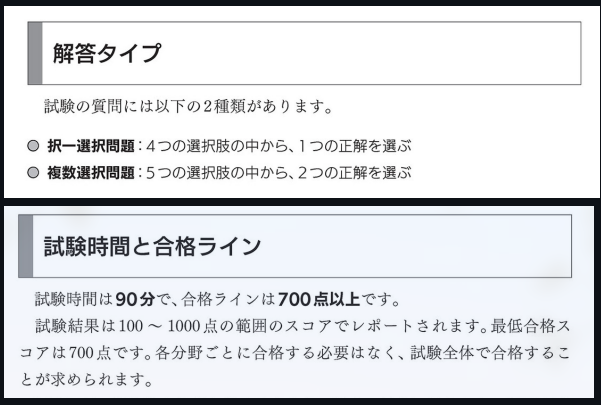 解答タイプ
試験の質問には以下の2種類があります。
択一選択問題：4つの選択肢の中から、1つの正解を選ぶ
複数選択問題：5つの選択肢の中から、2つの正解を選ぶ
試験時間と合格ライン
試験時間は90分で、合格ラインは700点以上です。
試験結果は100 ～ 1000点の範囲のスコアでレポートされます。最低合格ス
コアは700点です。各分野ごとに合格する必要はなく、試験全体で合格するこ
とが求められます。